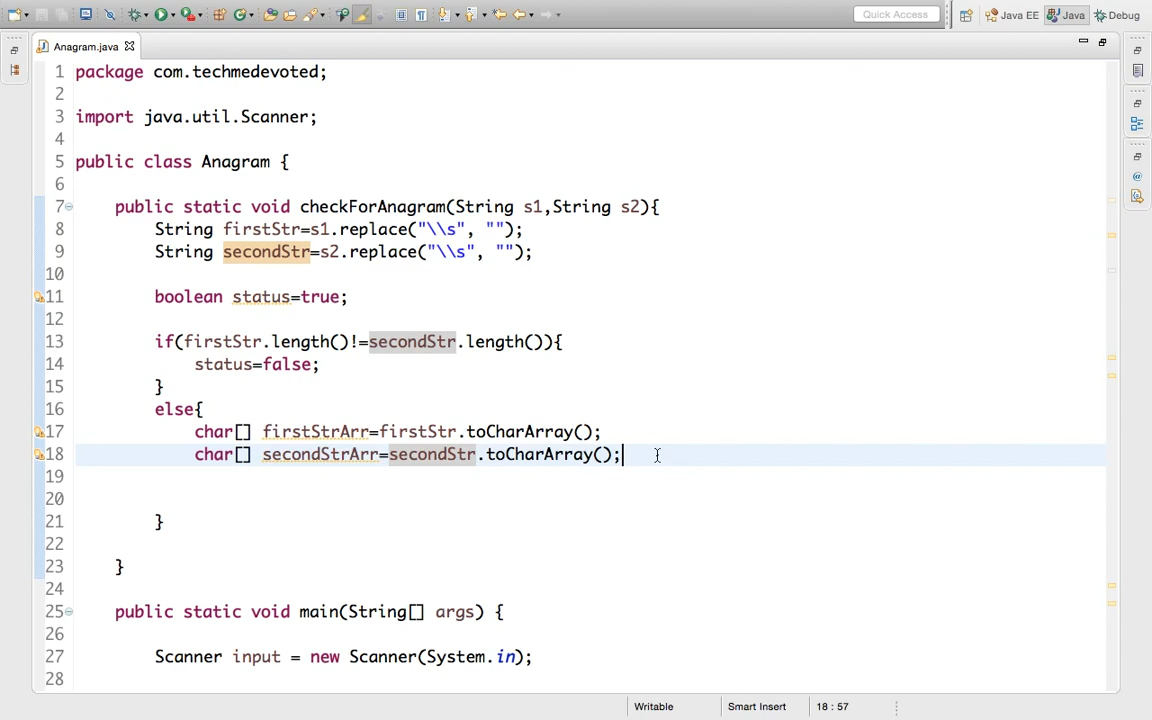 Quick Access
Java EE
Java
Debug
Anagram.java
1 package com.techmedevoted;
2
3 import java.util.Scanner;
4
5 public class Anagram {
6
7 public static void checkForAnagram(String s1,String s2){
8 String firstStr=s1.replace("\\s", "");
9 String secondStr=s2.replace("\\s", "");
10
11 boolean status=true;
12
13 if(firstStr.length()!=secondStr.length()){
14 status=false;
15 }
16 else{
17 char[] firstStrArr=firstStr.toCharArray();
18 char[] secondStrArr=secondStr.toCharArray();
19
20
21 }
22
23 }
24
25 public static void main(String[] args) {
26
27 Scanner input = new Scanner(System.in);
28
Writable
Smart Insert
18 : 57